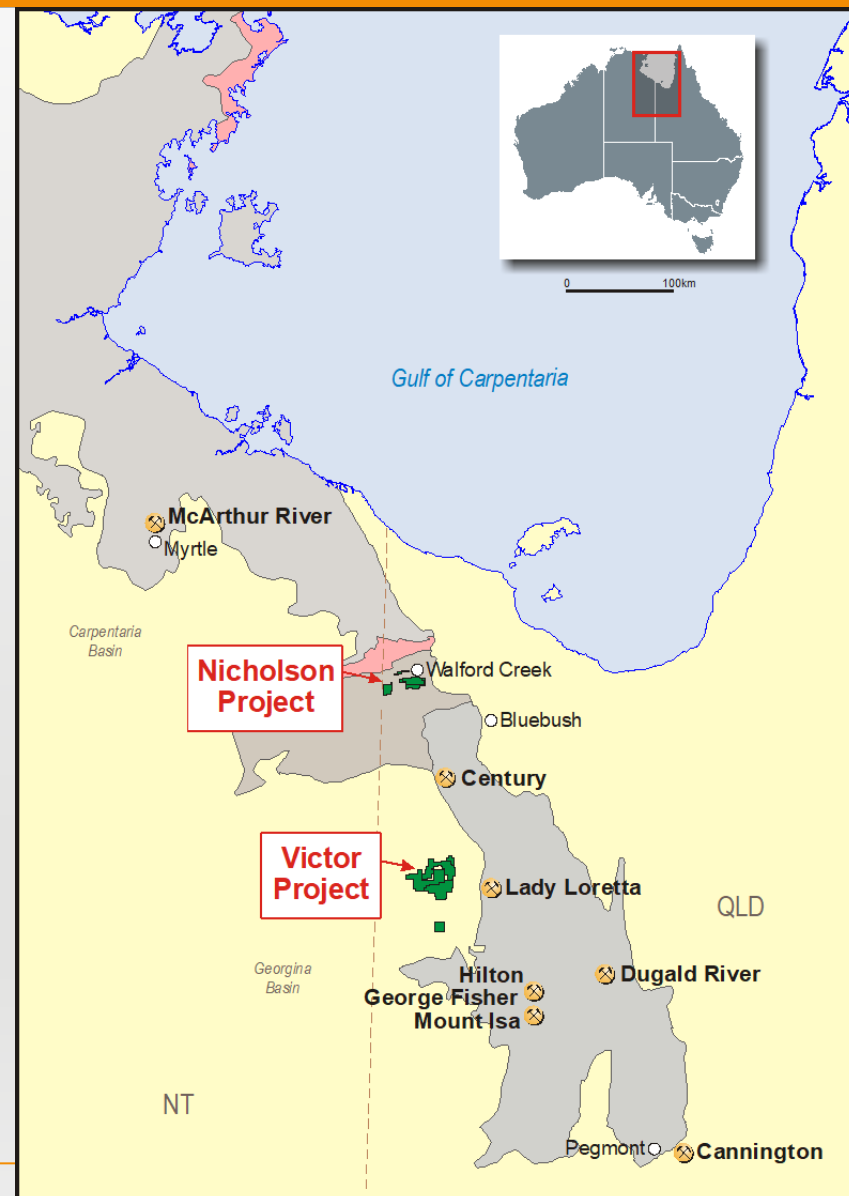 0 100km
Gulf of Carpentaria
McArthur River
Myrtle
Carpentaria
Basin
Nicholson
Project
Walford Creek
Bluebush
Century
Victor
Project
Lady Loretta
QLD
Georgina
Basin
Hilton
Dugald River
George Fisher
Mount Isa
NT
Pegmont
Cannington